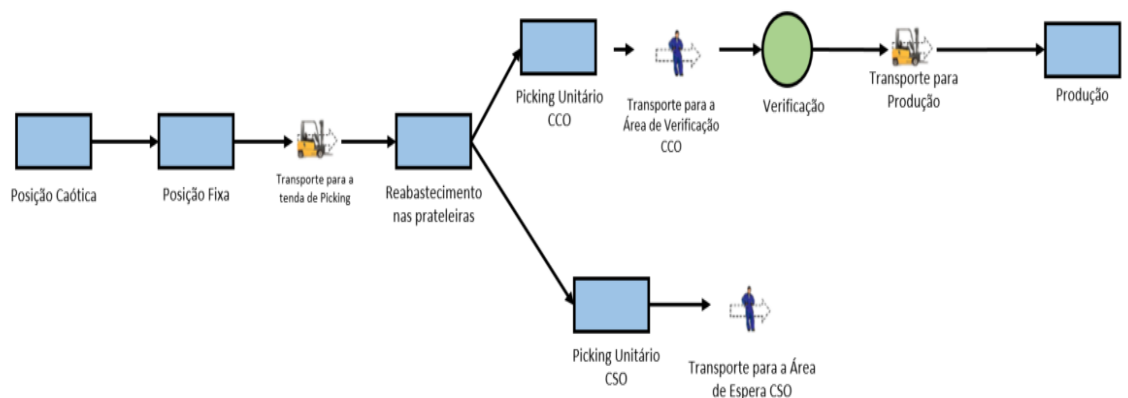 Posição Caótica
Posição Fixa
Transporte para a
tenda de Picking
Reabastecimento
nas prateleiras
Picking Unitário
CCO
Transporte para a
Área de Verificação
CCO
Verificação
Transporte para
Produção
Produção
Picking Unitário
CSO
Transporte para a Área
de Espera CSO